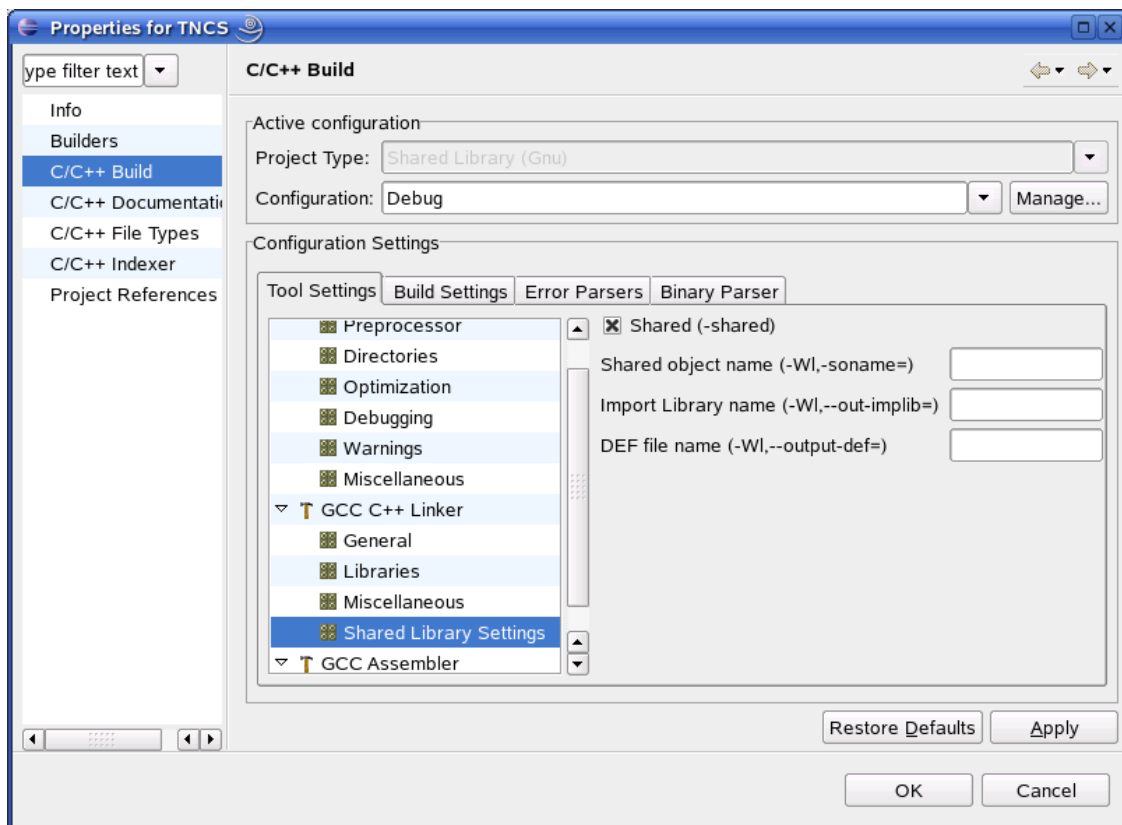 Properties for TNCS
ype filter text
Info
Builders
C/C++ Build
C/C++ Documentati
C/C++ File Types
C/C++ Indexer
Project References
C/C++ Build
Active configuration
Project Type: Shared Library (Gnu)
Configuration: Debug Manage...
Configuration Settings
Tool Settings Build Settings Error Parsers Binary Parser
Preprocessor
Directories
Optimization
Debugging
Warnings
Miscellaneous
GCC C++ Linker
General
Libraries
Miscellaneous
Shared Library Settings
GCC Assembler
Shared (-shared)
Shared object name (-Wl,-soname=)
Import Library name (-Wl,--out-implib=)
DEF file name (-Wl,--output-def=)
Restore Defaults Apply
OK Cancel